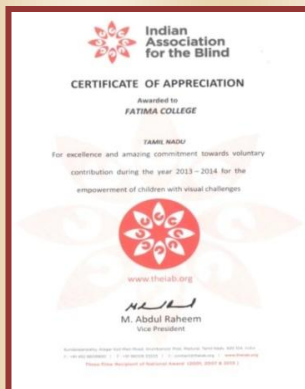 Indian
Association
for the Blind
CERTIFICATE OF APPRECIATION
Awarded to
FATIMA COLLEGE
TAMIL NADU
For excellence and amazing commitment towards voluntary
contribution during the year 2013 – 2014 for the
empowerment of children with visual challenges
www.theiab.org
M. Abdul Raheem
Vice President